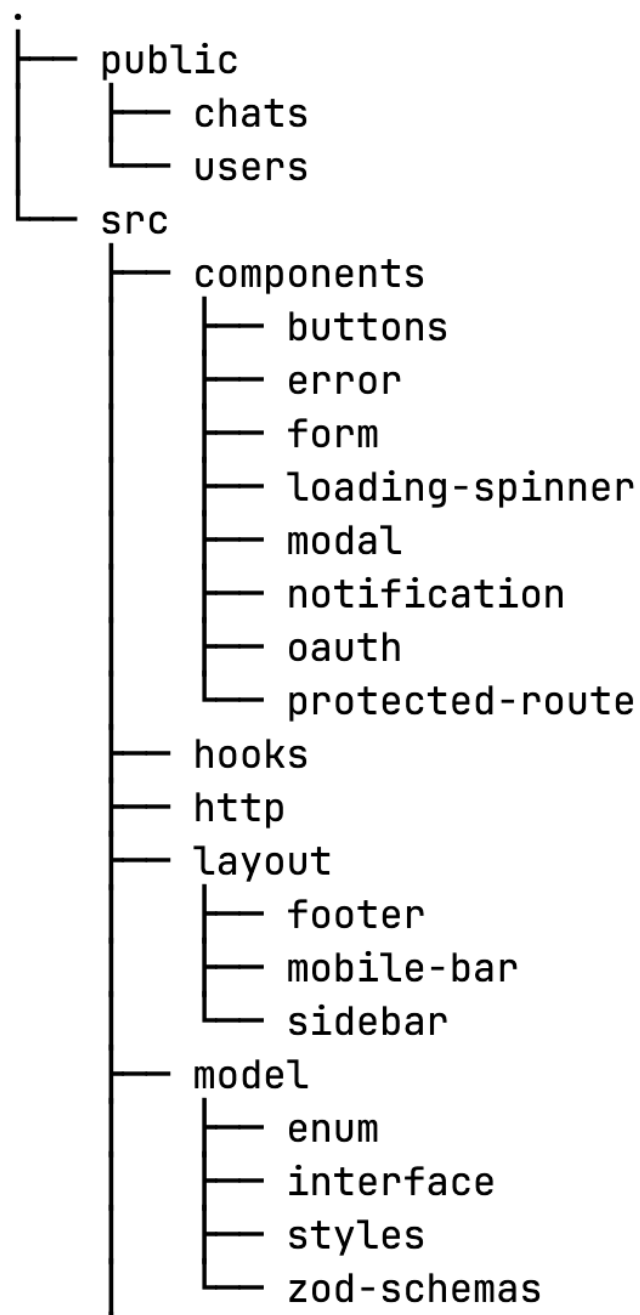 .
├── public
│   ├── chats
│   └── users
└── src
    ├── components
    │   ├── buttons
    │   ├── error
    │   ├── form
    │   ├── loading-spinner
    │   ├── modal
    │   ├── notification
    │   ├── oauth
    │   └── protected-route
    ├── hooks
    ├── http
    ├── layout
    │   ├── footer
    │   ├── mobile-bar
    │   └── sidebar
    ├── model
    │   ├── enum
    │   ├── interface
    │   ├── styles
    │   └── zod-schemas